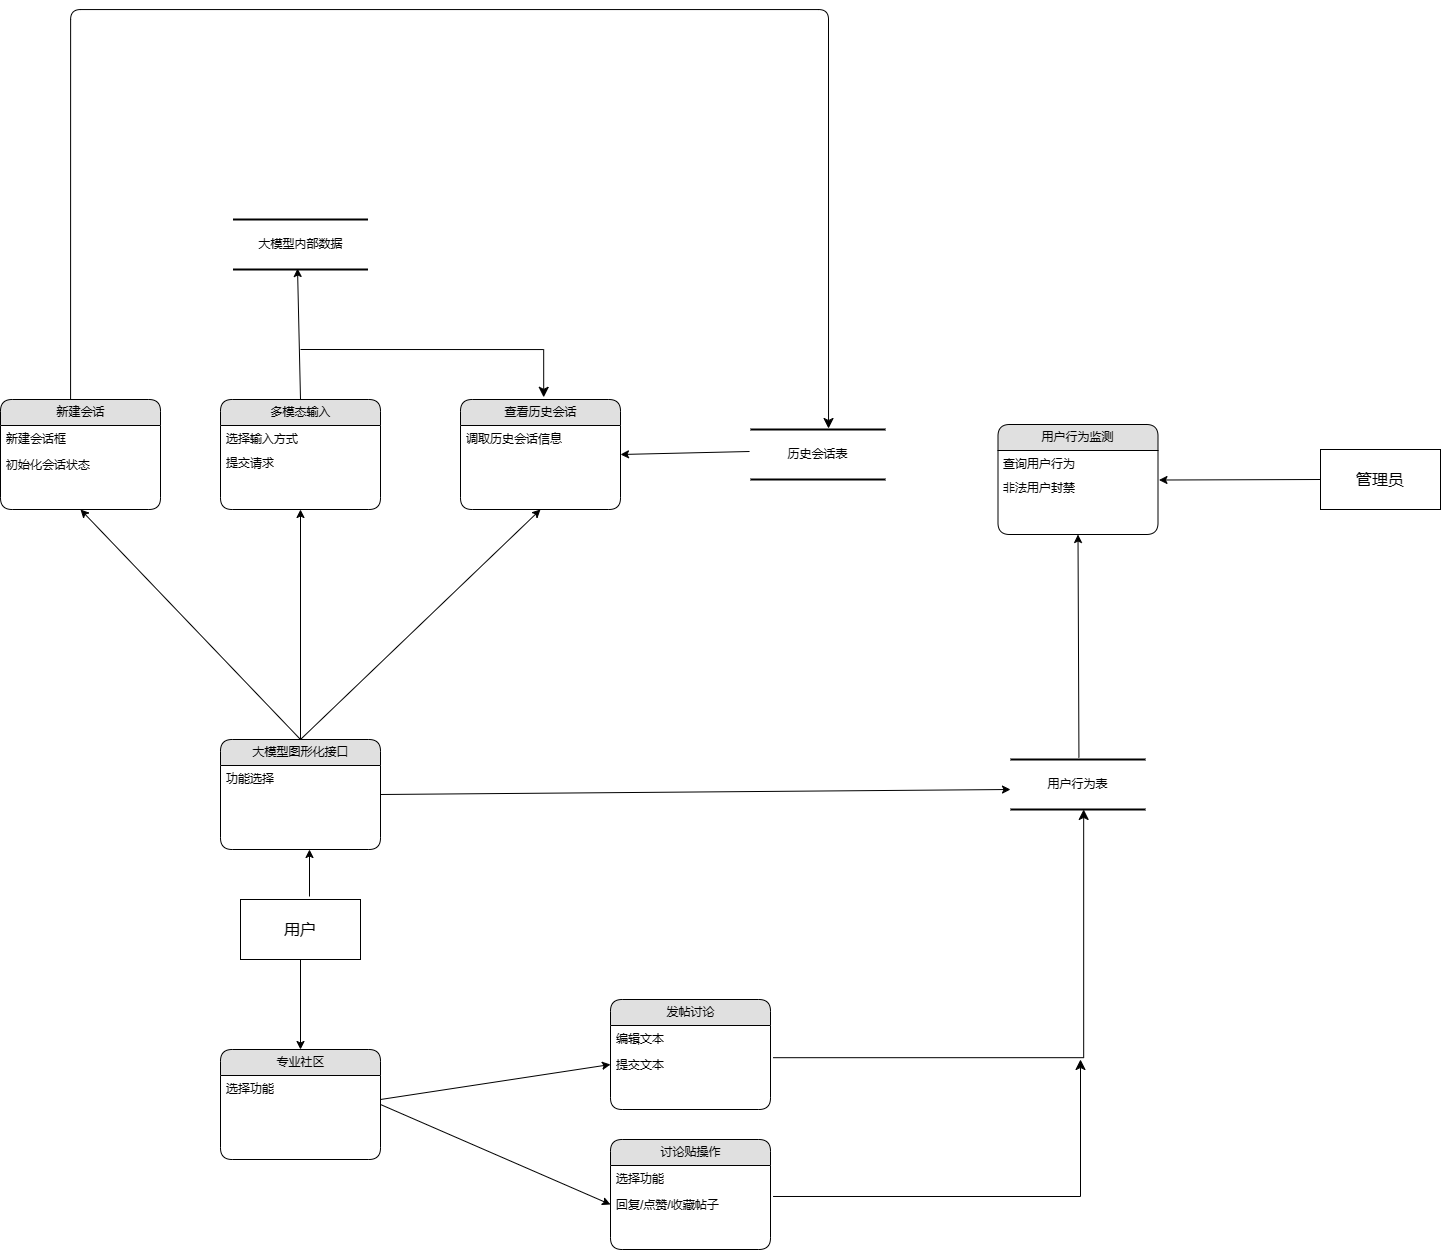 大模型内部数据
新建会话
新建会话框
初始化会话状态
多模态输入
选择输入方式
提交请求
查看历史会话
调取历史会话信息
历史会话表
用户行为监测
查询用户行为
非法用户封禁
管理员
大模型图形化接口
功能选择
用户行为表
用户
专业社区
选择功能
发帖讨论
编辑文本
提交文本
讨论贴操作
选择功能
回复/点赞/收藏帖子